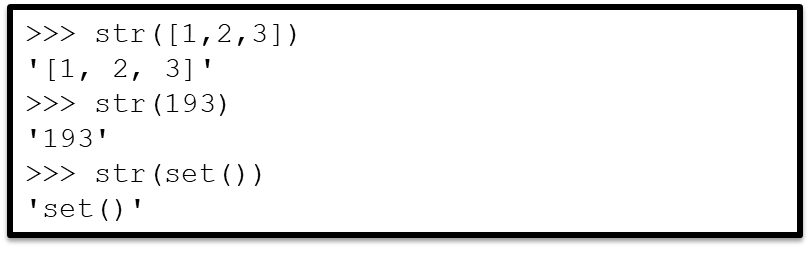 >>> str([1,2,3])
'[1, 2, 3]'
>>> str(193)
'193'
>>> str(set())
'set()'